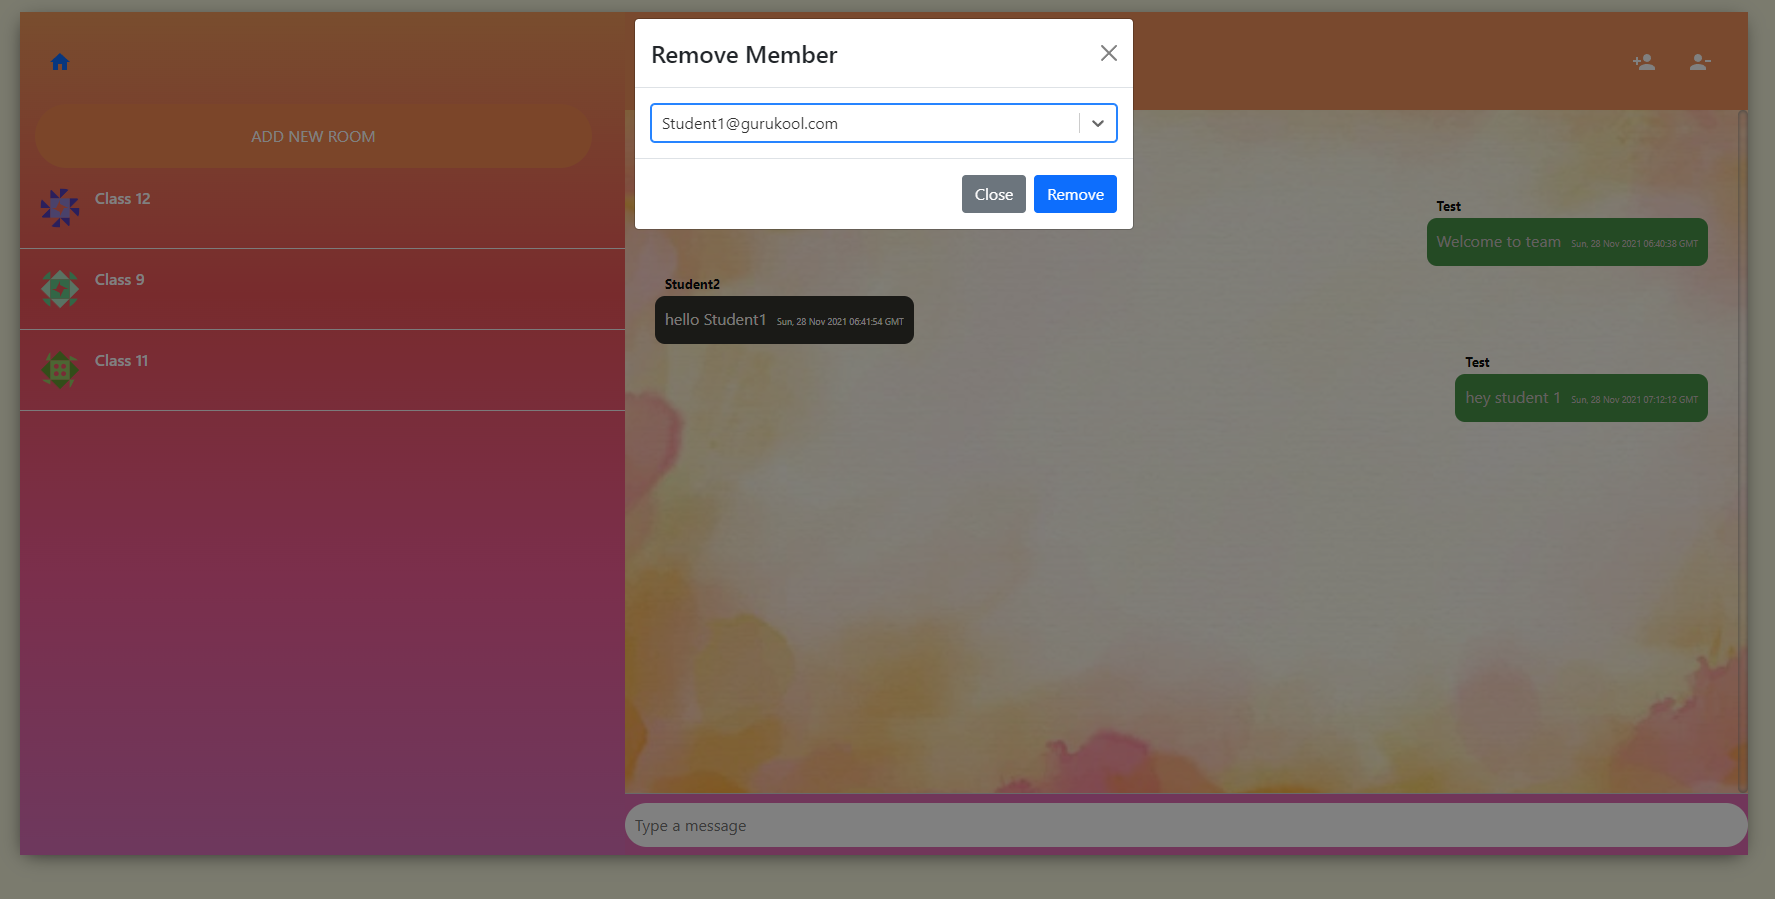 Remove Member
Student1@gurukool.com
Close Remove
ADD NEW ROOM
Class 12
Class 9
Class 11
Test
Welcome to team Sun, 28 Nov 2021 06:40:38 GMT
Student2
hello Student1 Sun, 28 Nov 2021 06:41:54 GMT
Test
hey student 1 Sun, 28 Nov 2021 07:12:12 GMT
Type a message